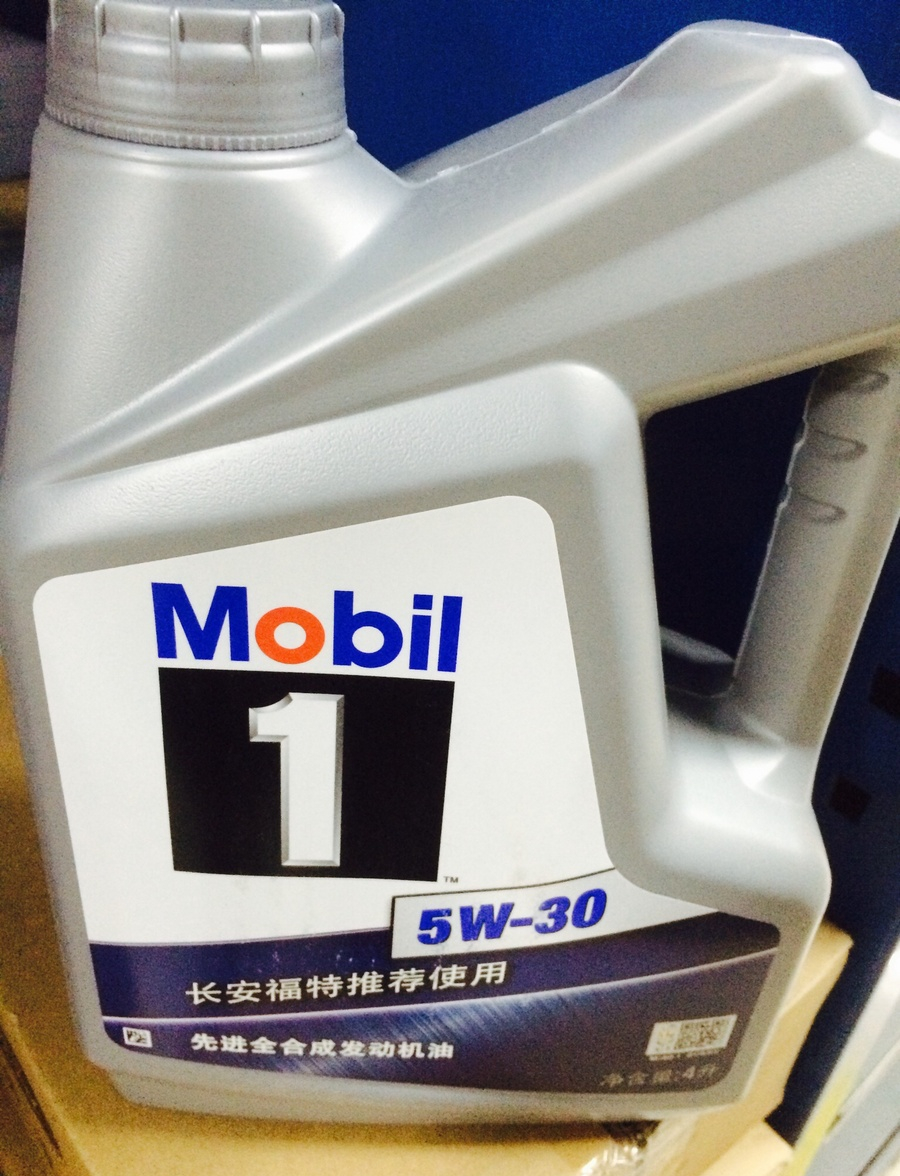 Mobil
1
TM
5W-30
长安福特推荐使用
先进全合成发动机油
净含量:4升